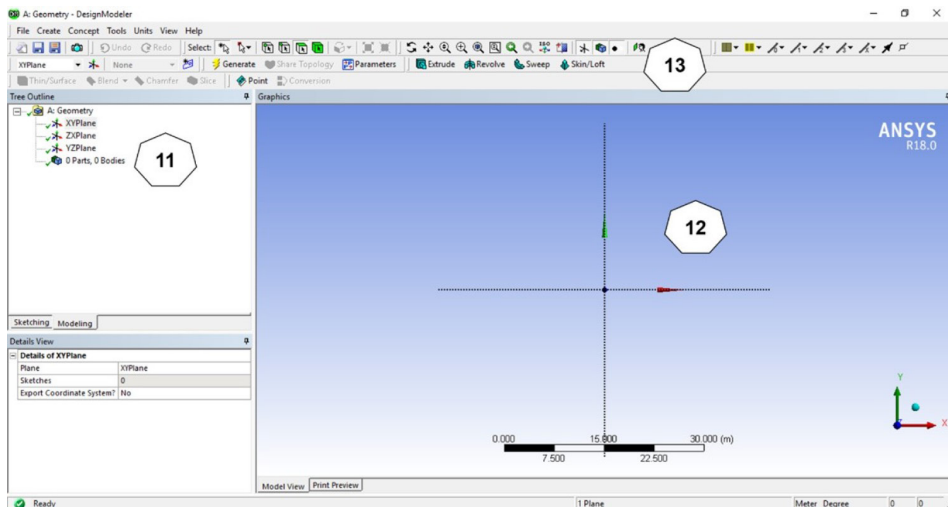 A: Geometry - DesignModeler
File Create Concept Tools Units View Help
Undo Redo Select: ISO
XYPlane None Generate Share Topology Parameters Extrude Revolve Sweep Skin/Loft
13
Thin/Surface Blend Chamfer Slice Point Conversion
Tree Outline
A: Geometry
XYPlane
ZXPlane
YZPlane
0 Parts, 0 Bodies
11
Sketching Modeling
Details View
Details of XYPlane
Plane XYPlane
Sketches 0
Export Coordinate System? No
Graphics
ANSYS
R18.0
12
Y
X
0.000 15.000 30.000 (m)
7.500 22.500
Model View Print Preview
Ready 1 Plane Meter Degree 0 0